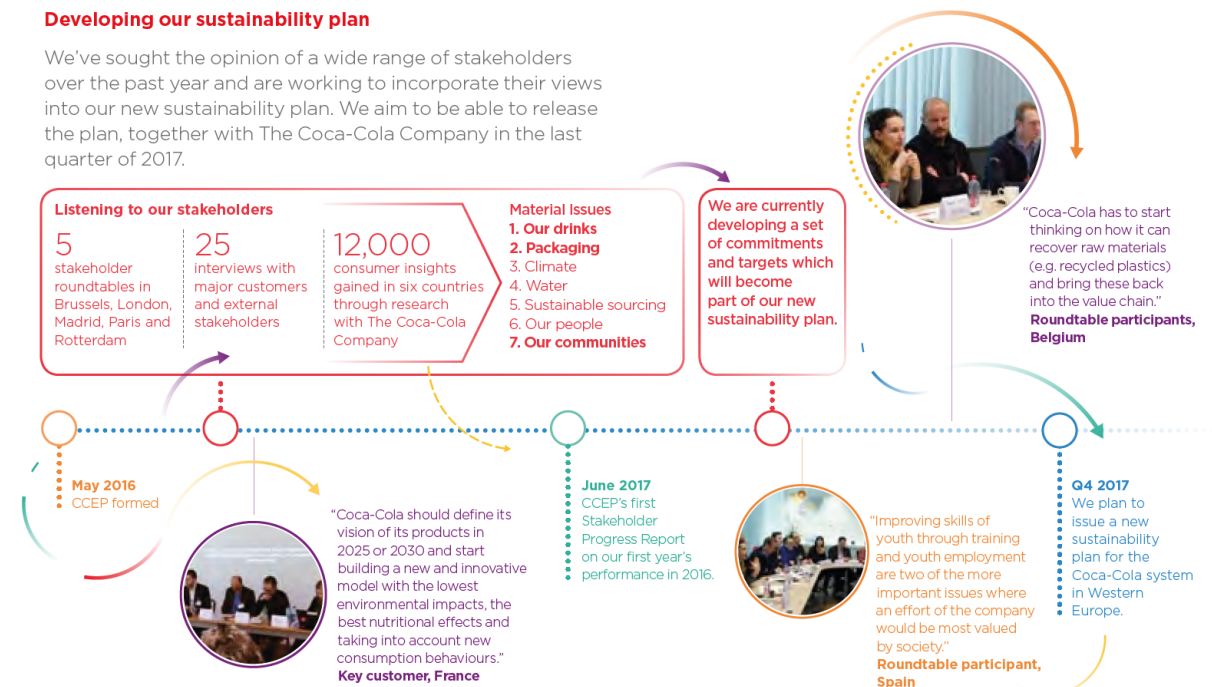 Developing our sustainability plan
We’ve sought the opinion of a wide range of stakeholders
over the past year and are working to incorporate their views
into our new sustainability plan. We aim to be able to release
the plan, together with The Coca-Cola Company in the last
quarter of 2017.
Listening to our stakeholders
5
stakeholder
roundtables in
Brussels, London,
Madrid, Paris and
Rotterdam
25
interviews with
major customers
and external
stakeholders
12,000
consumer insights
gained in six countries
through research
with The Coca-Cola
Company
Material Issues
1. Our drinks
2. Packaging
3. Climate
4. Water
5. Sustainable sourcing
6. Our people
7. Our communities
We are currently
developing a set
of commitments
and targets which
will become
part of our new
sustainability plan.
“Coca-Cola has to start
thinking on how it can
recover raw materials
(e.g. recycled plastics)
and bring these back
into the value chain.”
Roundtable participants,
Belgium
May 2016
CCEP formed
“Coca-Cola should define its
vision of its products in
2025 or 2030 and start
building a new and innovative
model with the lowest
environmental impacts, the
best nutritional effects and
taking into account new
consumption behaviours.”
Key customer, France
June 2017
CCEP’s first
Stakeholder
Progress Report
on our first year’s
performance in 2016.
“Improving skills of
youth through training
and youth employment
are two of the more
important issues where
an effort of the company
would be most valued
by society.”
Roundtable participant,
Spain
Q4 2017
We plan to
issue a new
sustainability
plan for the
Coca-Cola system
in Western
Europe.